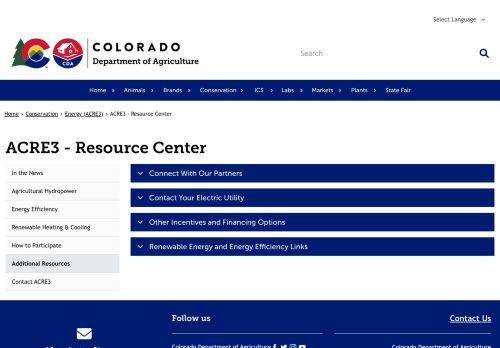 Select Language
COLORADO
Department of Agriculture
CDA
Search
Home
Animals
Brands
Conservation
ICS
Labs
Markets
Plants
State Fair
Home > Conservation > Energy (ACRE3) > ACRE3 - Resource Center
ACRE3 - Resource Center
In the News
Agricultural Hydropower
Energy Efficiency
Renewable Heating & Cooling
How to Participate
Additional Resources
Contact ACRE3
Connect With Our Partners
Contact Your Electric Utility
Other Incentives and Financing Options
Renewable Energy and Energy Efficiency Links
Follow us
Contact Us
Colorado Department of Agriculture
Colorado Department of Agriculture